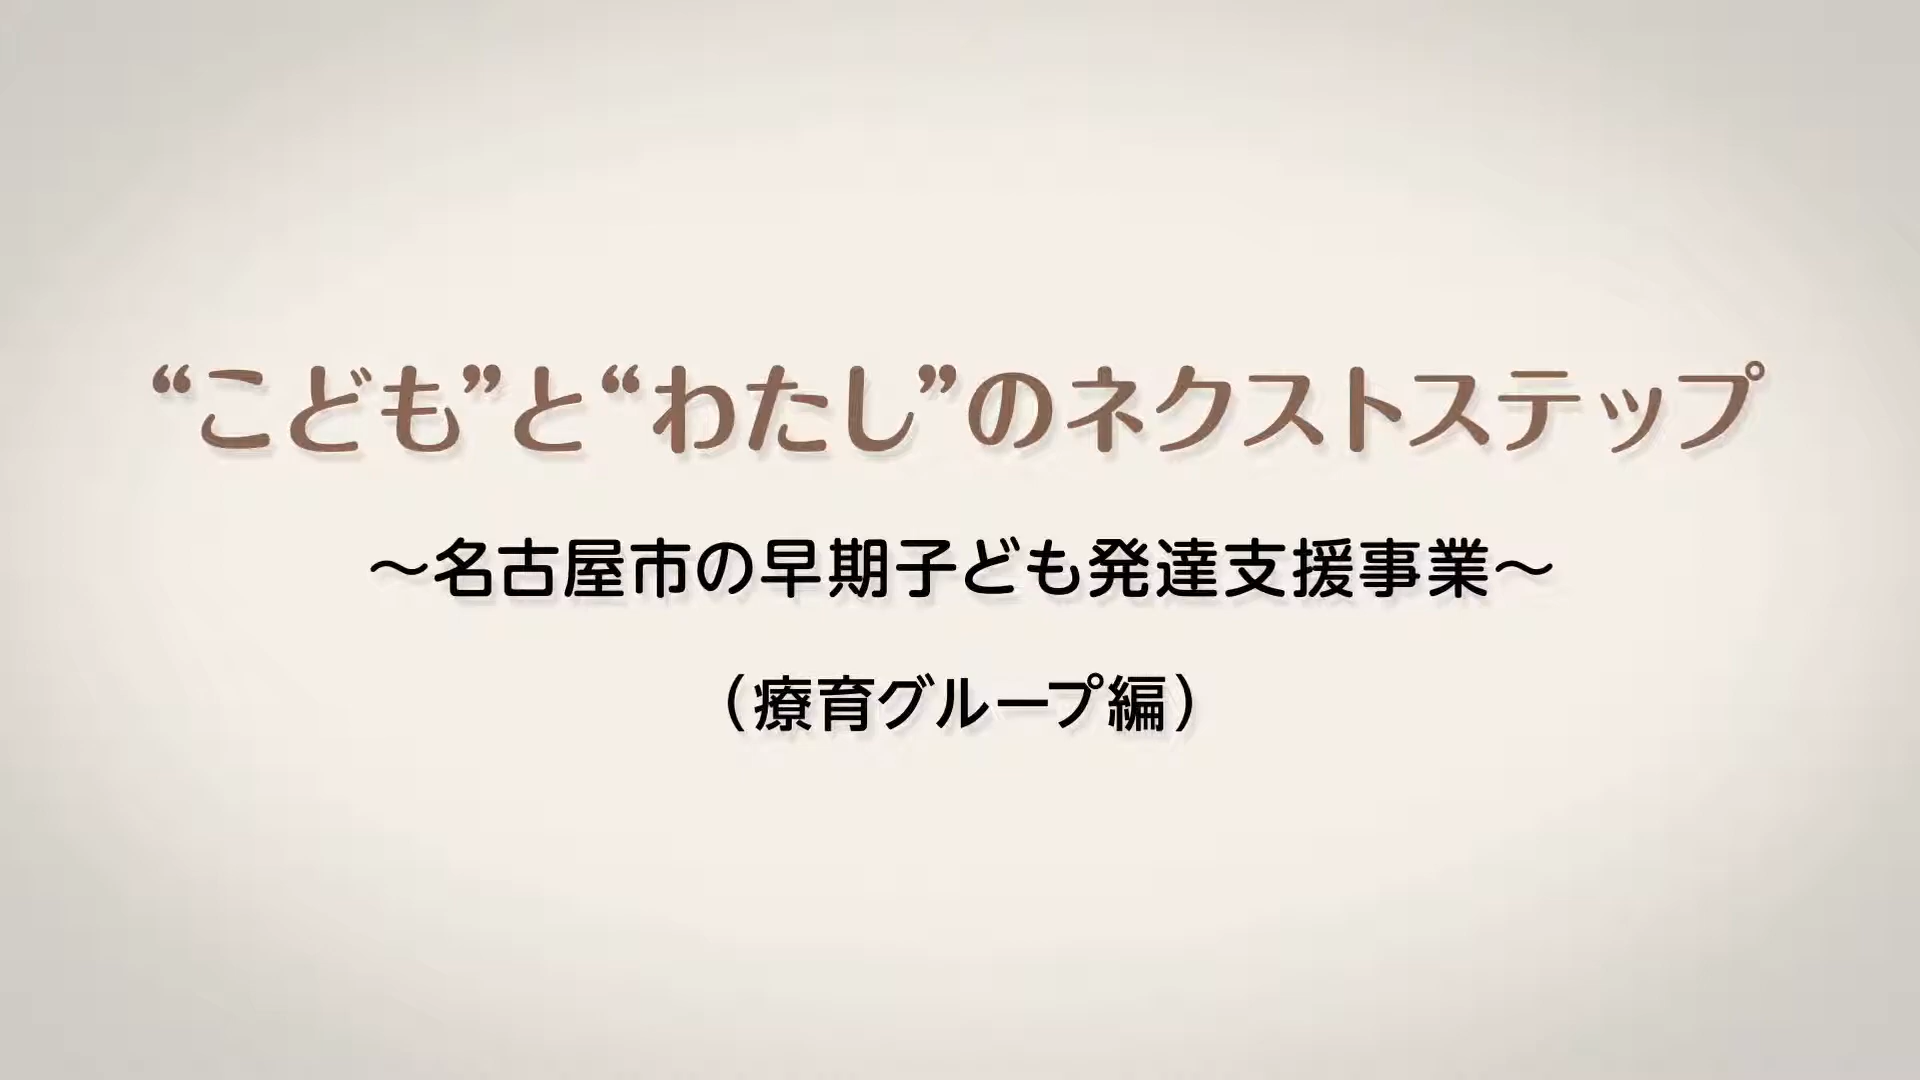 “こども”と“わたし”のネクストステップ
～名古屋市の早期子ども発達支援事業～
（療育グループ編）